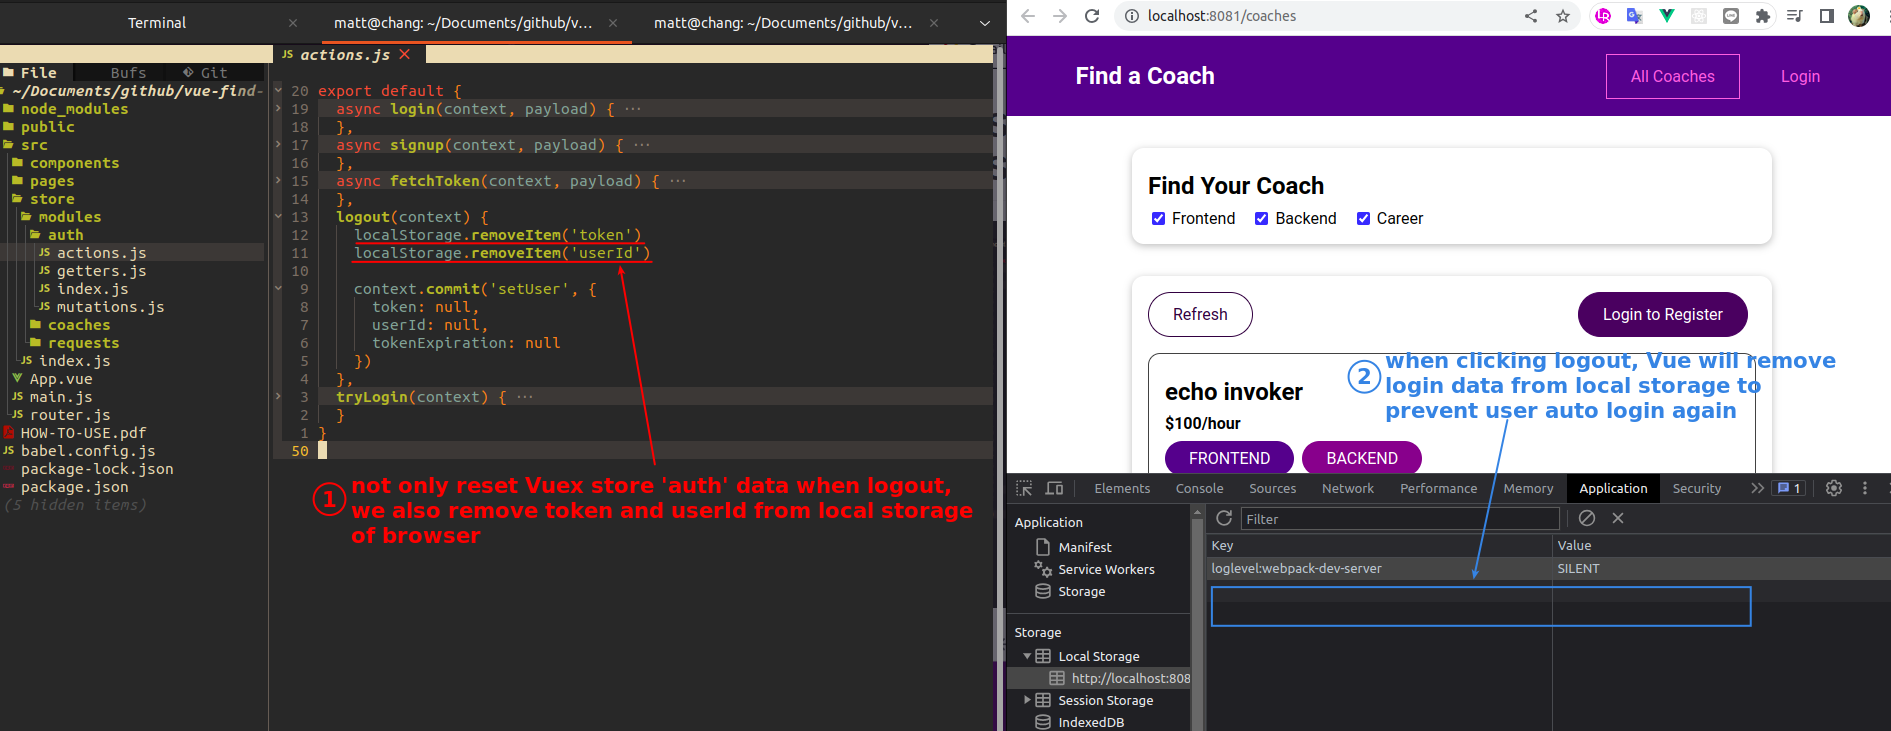 Terminal
matt@chang: ~/Documents/github/v...
matt@chang: ~/Documents/github/v...
JS actions.js
File Bufs Git
~/Documents/github/vue-find-
node_modules
public
src
components
pages
store
modules
auth
JS actions.js
JS getters.js
JS index.js
JS mutations.js
coaches
requests
JS index.js
App.vue
JS main.js
JS router.js
HOW-TO-USE.pdf
JS babel.config.js
package-lock.json
package.json
(5 hidden items)
20 export default {
19 async login(context, payload) { ···
18 },
17 async signup(context, payload) { ···
16 },
15 async fetchToken(context, payload) { ···
14 },
13 logout(context) {
12 localStorage.removeItem('token')
11 localStorage.removeItem('userId')
10
9 context.commit('setUser', {
8 token: null,
7 userId: null,
6 tokenExpiration: null
5 })
4 },
3 tryLogin(context) { ···
2 }
1 }
50
1 not only reset Vuex store 'auth' data when logout,
we also remove token and userId from local storage
of browser
localhost:8081/coaches
Find a Coach
All Coaches
Login
Find Your Coach
Frontend Backend Career
Refresh
Login to Register
2 when clicking logout, Vue will remove
login data from local storage to
prevent user auto login again
echo invoker
$100/hour
FRONTEND BACKEND
Elements Console Sources Network Performance Memory Application Security 1
Application
Manifest
Service Workers
Storage
Storage
Local Storage
http://localhost:808
Session Storage
IndexedDB
Filter
Key Value
loglevel:webpack-dev-server SILENT